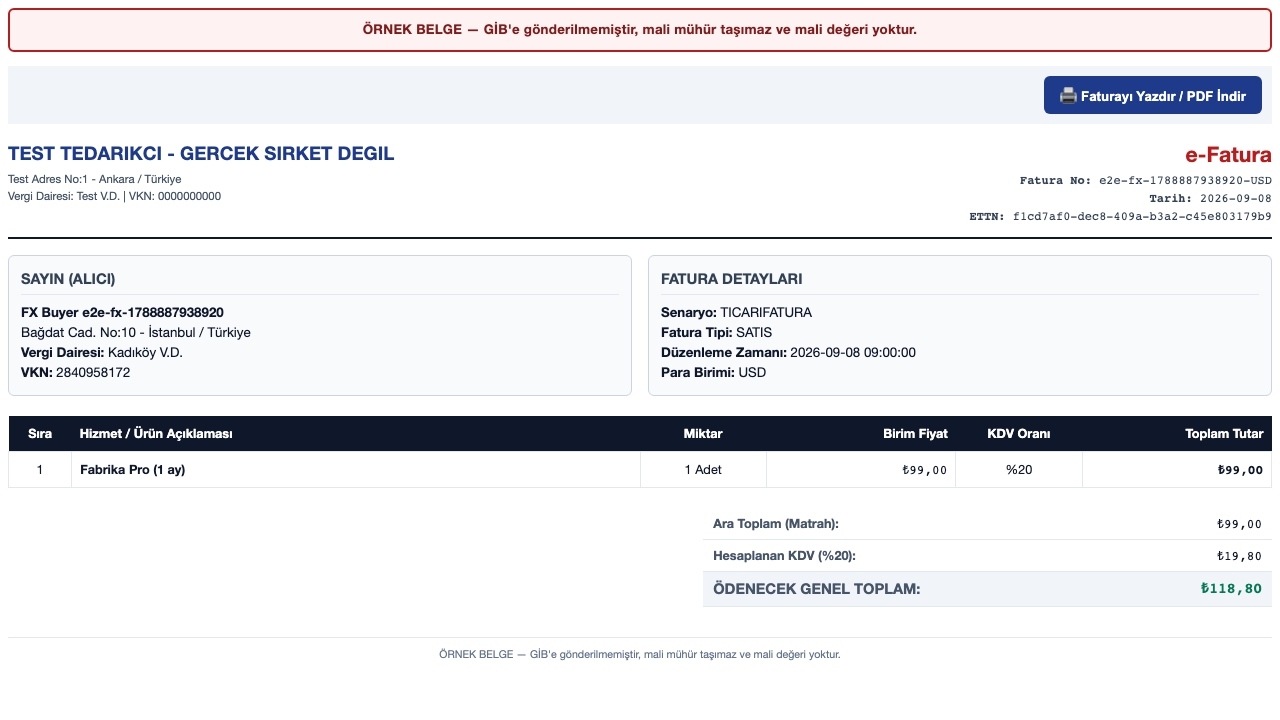 ÖRNEK BELGE — GİB'e gönderilmemiştir, mali mühür taşımaz ve mali değeri yoktur.
Faturayı Yazdır / PDF İndir
TEST TEDARIKCI - GERCEK SIRKET DEGIL
Test Adres No:1 - Ankara / Türkiye
Vergi Dairesi: Test V.D. | VKN: 0000000000
e-Fatura
Fatura No: e2e-fx-1788887938920-USD
Tarih: 2026-09-08
ETTN: f1cd7af0-dec8-409a-b3a2-c45e803179b9
SAYIN (ALICI)
FX Buyer e2e-fx-1788887938920
Bağdat Cad. No:10 - İstanbul / Türkiye
Vergi Dairesi: Kadıköy V.D.
VKN: 2840958172
FATURA DETAYLARI
Senaryo: TICARIFATURA
Fatura Tipi: SATIS
Düzenleme Zamanı: 2026-09-08 09:00:00
Para Birimi: USD
Sıra Hizmet / Ürün Açıklaması Miktar Birim Fiyat KDV Oranı Toplam Tutar
1 Fabrika Pro (1 ay) 1 Adet ₺99,00 %20 ₺99,00
Ara Toplam (Matrah): ₺99,00
Hesaplanan KDV (%20): ₺19,80
ÖDENECEK GENEL TOPLAM: ₺118,80
ÖRNEK BELGE — GİB'e gönderilmemiştir, mali mühür taşımaz ve mali değeri yoktur.